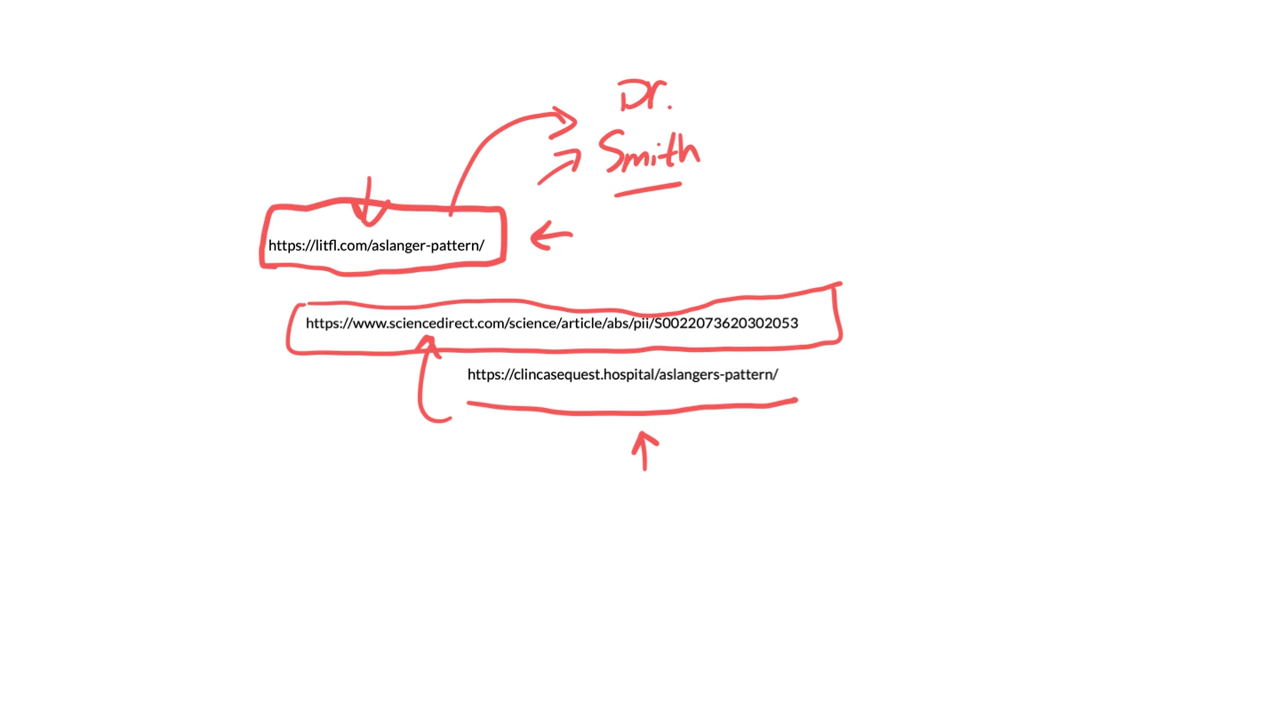 Dr.
Smith
https://litfl.com/aslanger-pattern/
https://www.sciencedirect.com/science/article/abs/pii/S0022073620302053
https://clincasequest.hospital/aslangers-pattern/